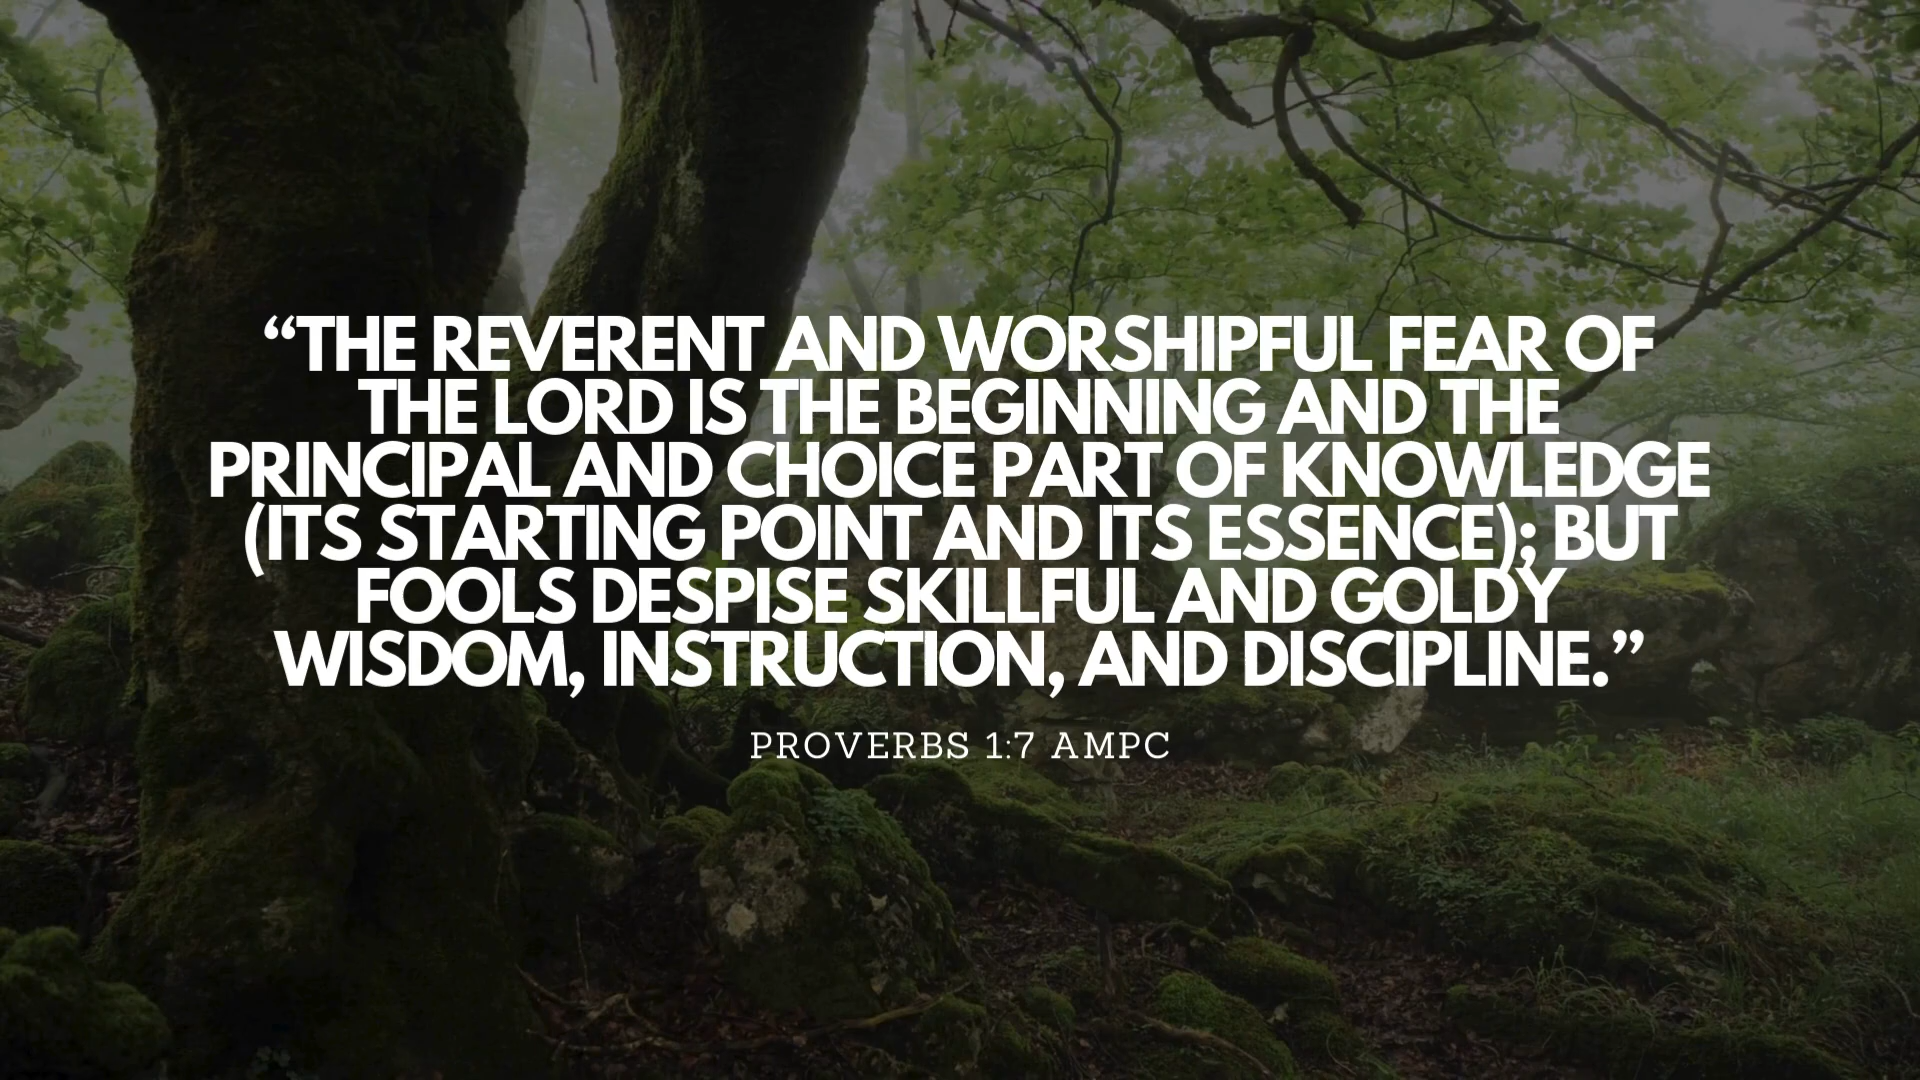 “THE REVERENT AND WORSHIPFUL FEAR OF
THE LORD IS THE BEGINNING AND THE
PRINCIPAL AND CHOICE PART OF KNOWLEDGE
(ITS STARTING POINT AND ITS ESSENCE); BUT
FOOLS DESPISE SKILLFUL AND GOLDY
WISDOM, INSTRUCTION, AND DISCIPLINE.”
PROVERBS 1:7 AMPC